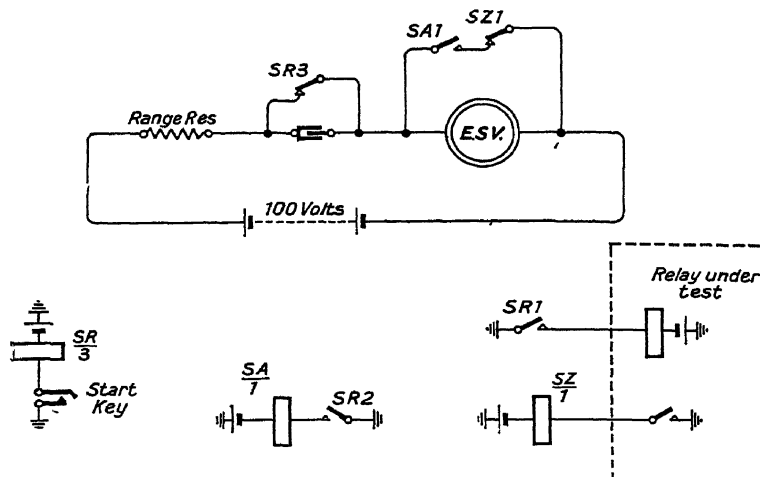 SA1
SZ1
SR3
Range Res
E.S.V.
100 Volts
Relay under
test
SR1
SR
3
Start
Key
SA
1
SR2
SZ
1